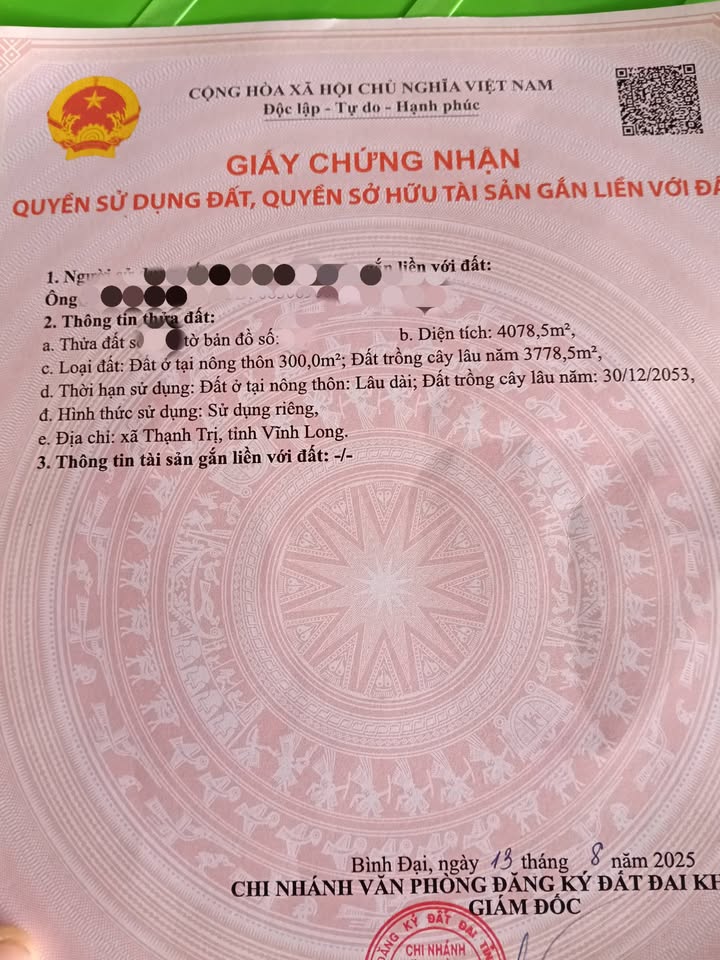 CỘNG HÒA XÃ HỘI CHỦ NGHĨA VIỆT NAM
Độc lập - Tự do - Hạnh phúc
GIẤY CHỨNG NHẬN
QUYỀN SỬ DỤNG ĐẤT, QUYỀN SỞ HỮU TÀI SẢN GẮN LIỀN VỚI
1. gắn liền với đất:
Ông
2. Thông tin thửa đất:
a. Thửa đất tờ bản đồ số: b. Diện tích: 4078,5m²,
c. Loại đất: Đất ở tại nông thôn 300,0m²; Đất trồng cây lâu năm 3778,5m²,
d. Thời hạn sử dụng: Đất ở tại nông thôn: Lâu dài; Đất trồng cây lâu năm: 30/12/2053,
đ. Hình thức sử dụng: Sử dụng riêng,
e. Địa chỉ: xã Thạnh Trị, tỉnh Vĩnh Long.
3. Thông tin tài sản gắn liền với đất: -/-
Bình Đại, ngày 13 tháng 8 năm 2025
CHI NHÁNH VĂN PHÒNG ĐĂNG KÝ ĐẤT ĐAI
GIÁM ĐỐC
ĐĂNG KÝ ĐẤT ĐAI
CHI NHÁNH